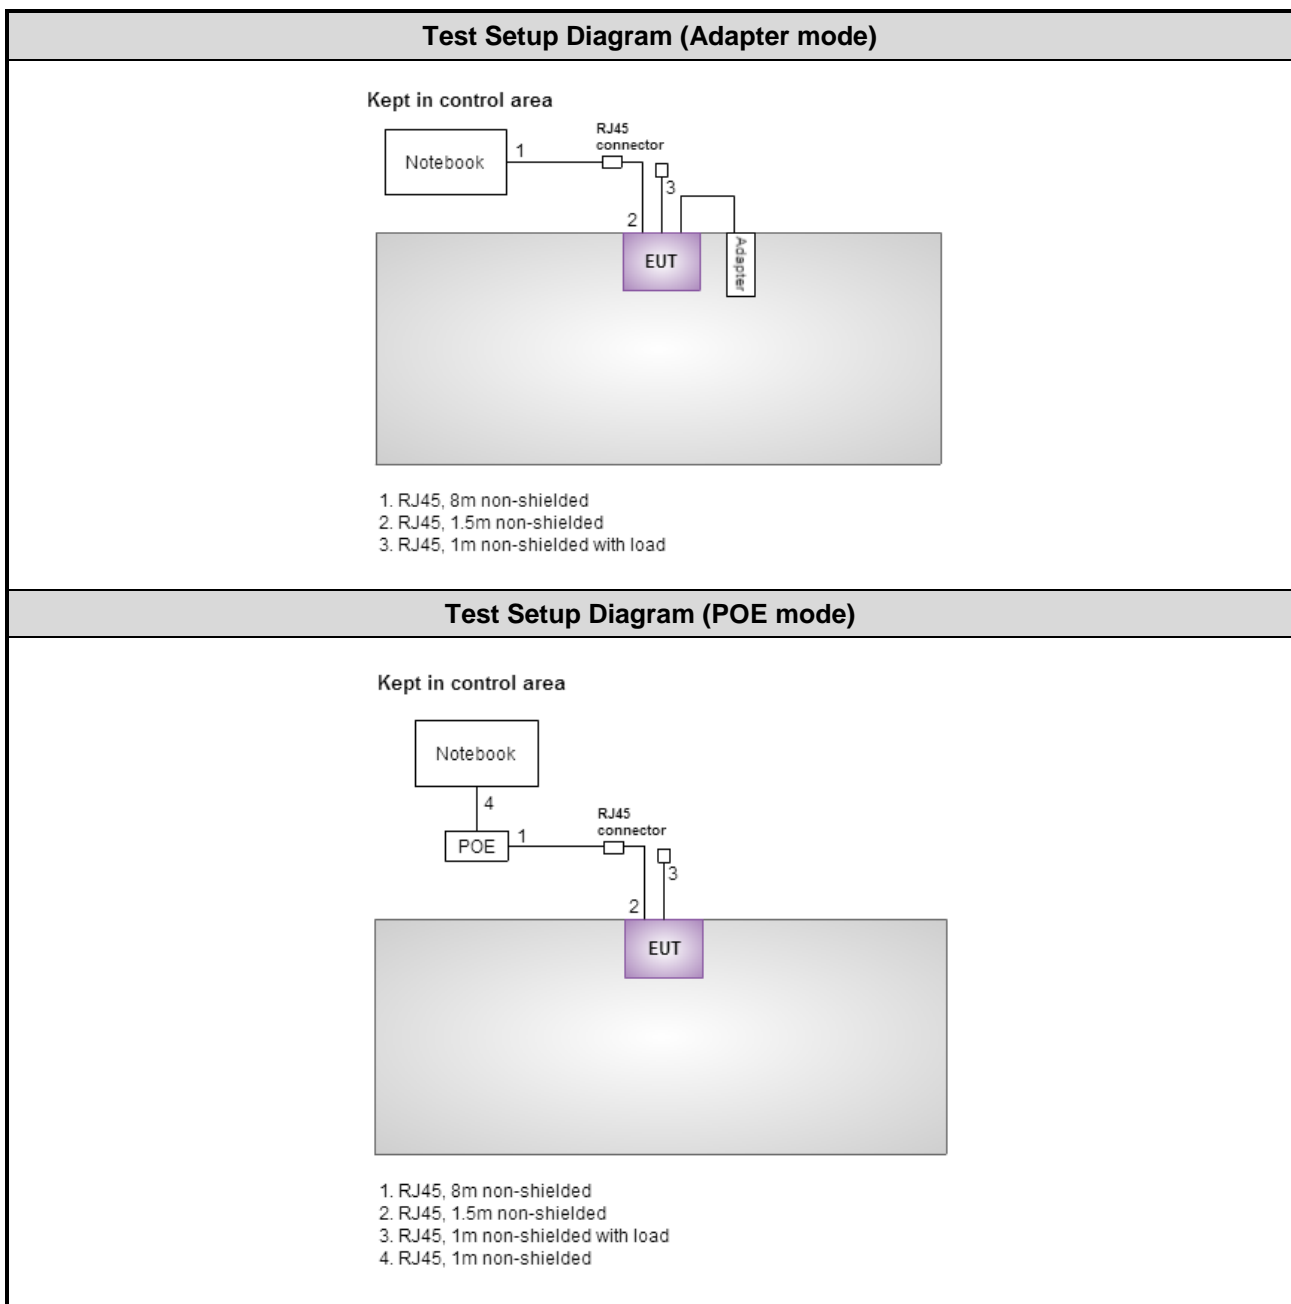 Test Setup Diagram (Adapter mode)
Kept in control area
RJ45
connector
Notebook
1
3
2
EUT
Adapter
1. RJ45, 8m non-shielded
2. RJ45, 1.5m non-shielded
3. RJ45, 1m non-shielded with load
Test Setup Diagram (POE mode)
Kept in control area
Notebook
4
RJ45
connector
POE
1
3
2
EUT
1. RJ45, 8m non-shielded
2. RJ45, 1.5m non-shielded
3. RJ45, 1m non-shielded with load
4. RJ45, 1m non-shielded